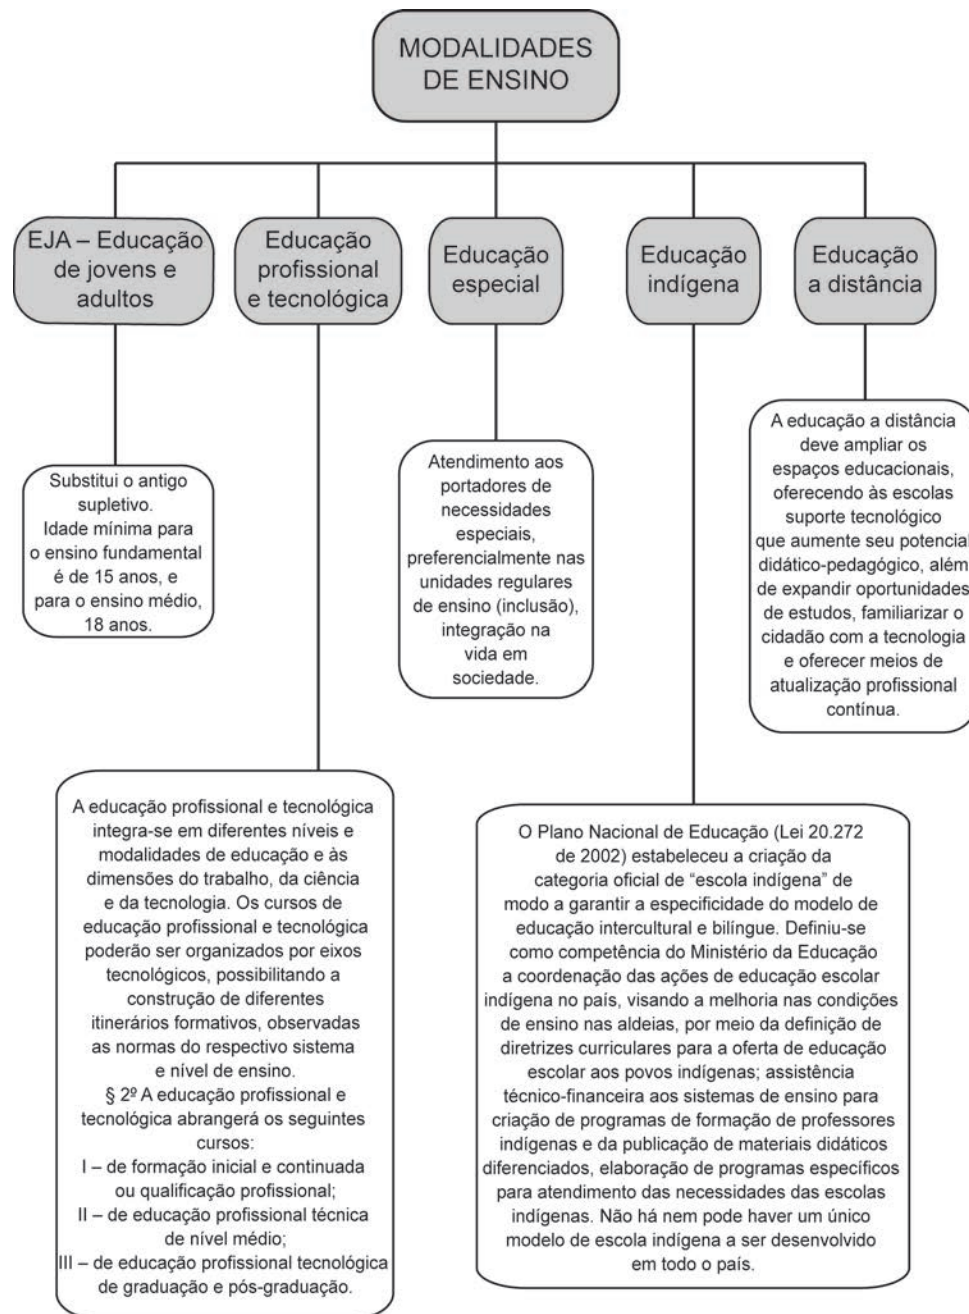 MODALIDADES
DE ENSINO
EJA – Educação
de jovens e
adultos
Educação
profissional
e tecnológica
Educação
especial
Educação
indígena
Educação
a distância
Substitui o antigo
supletivo.
Idade mínima para
o ensino fundamental
é de 15 anos, e
para o ensino médio,
18 anos.
Atendimento aos
portadores de
necessidades
especiais,
preferencialmente nas
unidades regulares
de ensino (inclusão),
integração na
vida em
sociedade.
A educação a distância
deve ampliar os
espaços educacionais,
oferecendo às escolas
suporte tecnológico
que aumente seu potencial
didático-pedagógico, além
de expandir oportunidades
de estudos, familiarizar o
cidadão com a tecnologia
e oferecer meios de
atualização profissional
contínua.
A educação profissional e tecnológica
integra-se em diferentes níveis e
modalidades de educação e às
dimensões do trabalho, da ciência
e da tecnologia. Os cursos de
educação profissional e tecnológica
poderão ser organizados por eixos
tecnológicos, possibilitando a
construção de diferentes
itinerários formativos, observadas
as normas do respectivo sistema
e nível de ensino.
§ 2º A educação profissional e
tecnológica abrangerá os seguintes
cursos:
I – de formação inicial e continuada
ou qualificação profissional;
II – de educação profissional técnica
de nível médio;
III – de educação profissional tecnológica
de graduação e pós-graduação.
O Plano Nacional de Educação (Lei 20.272
de 2002) estabeleceu a criação da
categoria oficial de “escola indígena” de
modo a garantir a especificidade do modelo de
educação intercultural e bilíngue. Definiu-se
como competência do Ministério da Educação
a coordenação das ações de educação escolar
indígena no país, visando a melhoria nas condições
de ensino nas aldeias, por meio da definição de
diretrizes curriculares para a oferta de educação
escolar aos povos indígenas; assistência
técnico-financeira aos sistemas de ensino para
criação de programas de formação de professores
indígenas e da publicação de materiais didáticos
diferenciados, elaboração de programas específicos
para atendimento das necessidades das escolas
indígenas. Não há nem pode haver um único
modelo de escola indígena a ser desenvolvido
em todo o país.